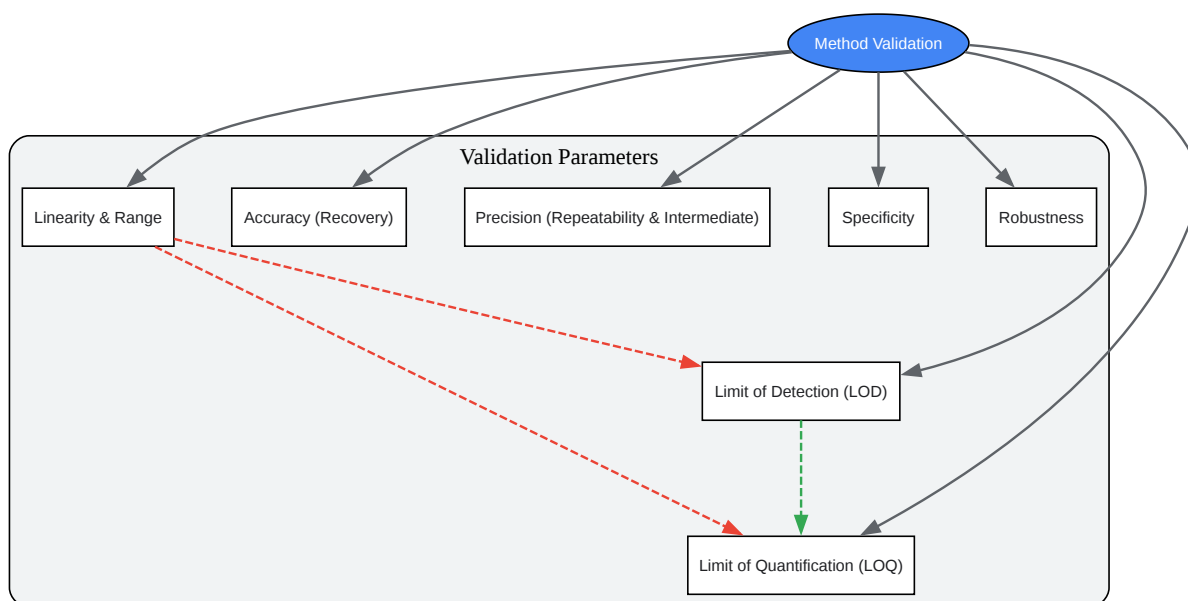 Method Validation
Validation Parameters
Linearity & Range
Accuracy (Recovery)
Precision (Repeatability & Intermediate)
Specificity
Robustness
Limit of Detection (LOD)
Limit of Quantification (LOQ)